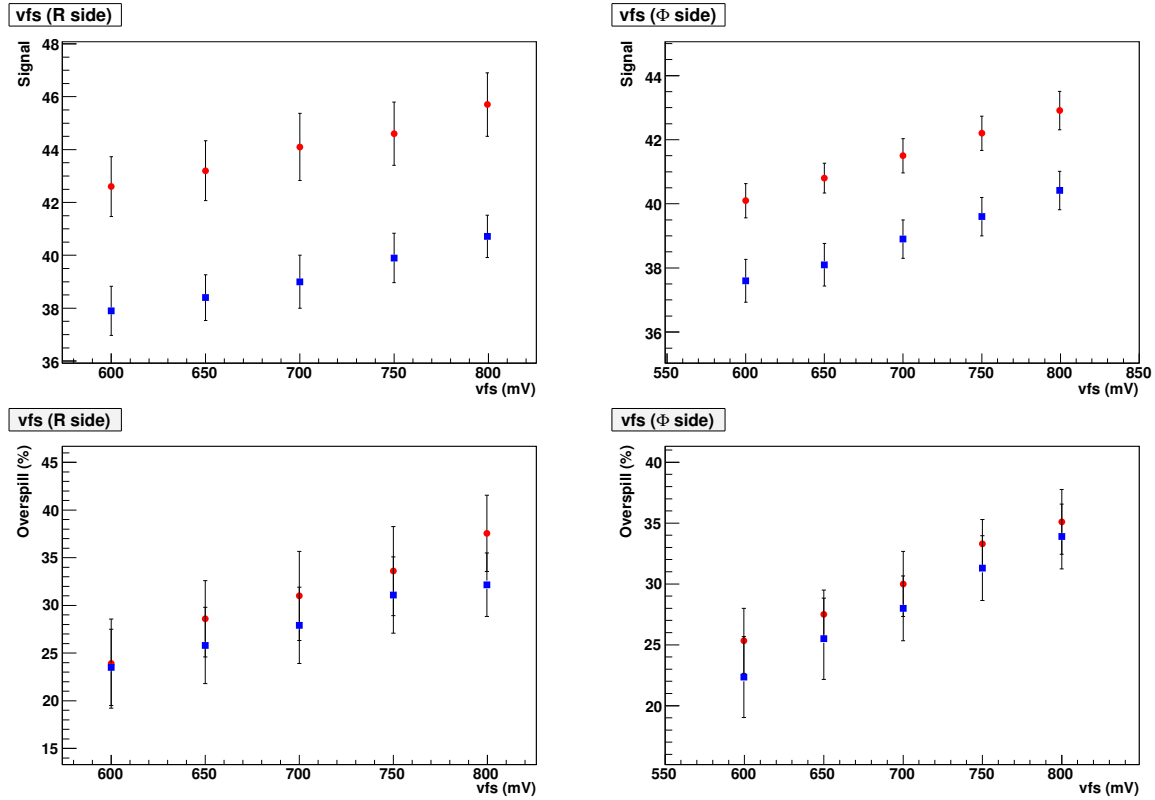 vfs (R side)
Signal
48
46
44
42
40
38
36
600 650 700 750 800
vfs (mV)
vfs (Φ side)
Signal
44
42
40
38
36
550 600 650 700 750 800 850
vfs (mV)
vfs (R side)
Overspill (%)
45
40
35
30
25
20
15
600 650 700 750 800
vfs (mV)
vfs (Φ side)
Overspill (%)
40
35
30
25
20
550 600 650 700 750 800
vfs (mV)